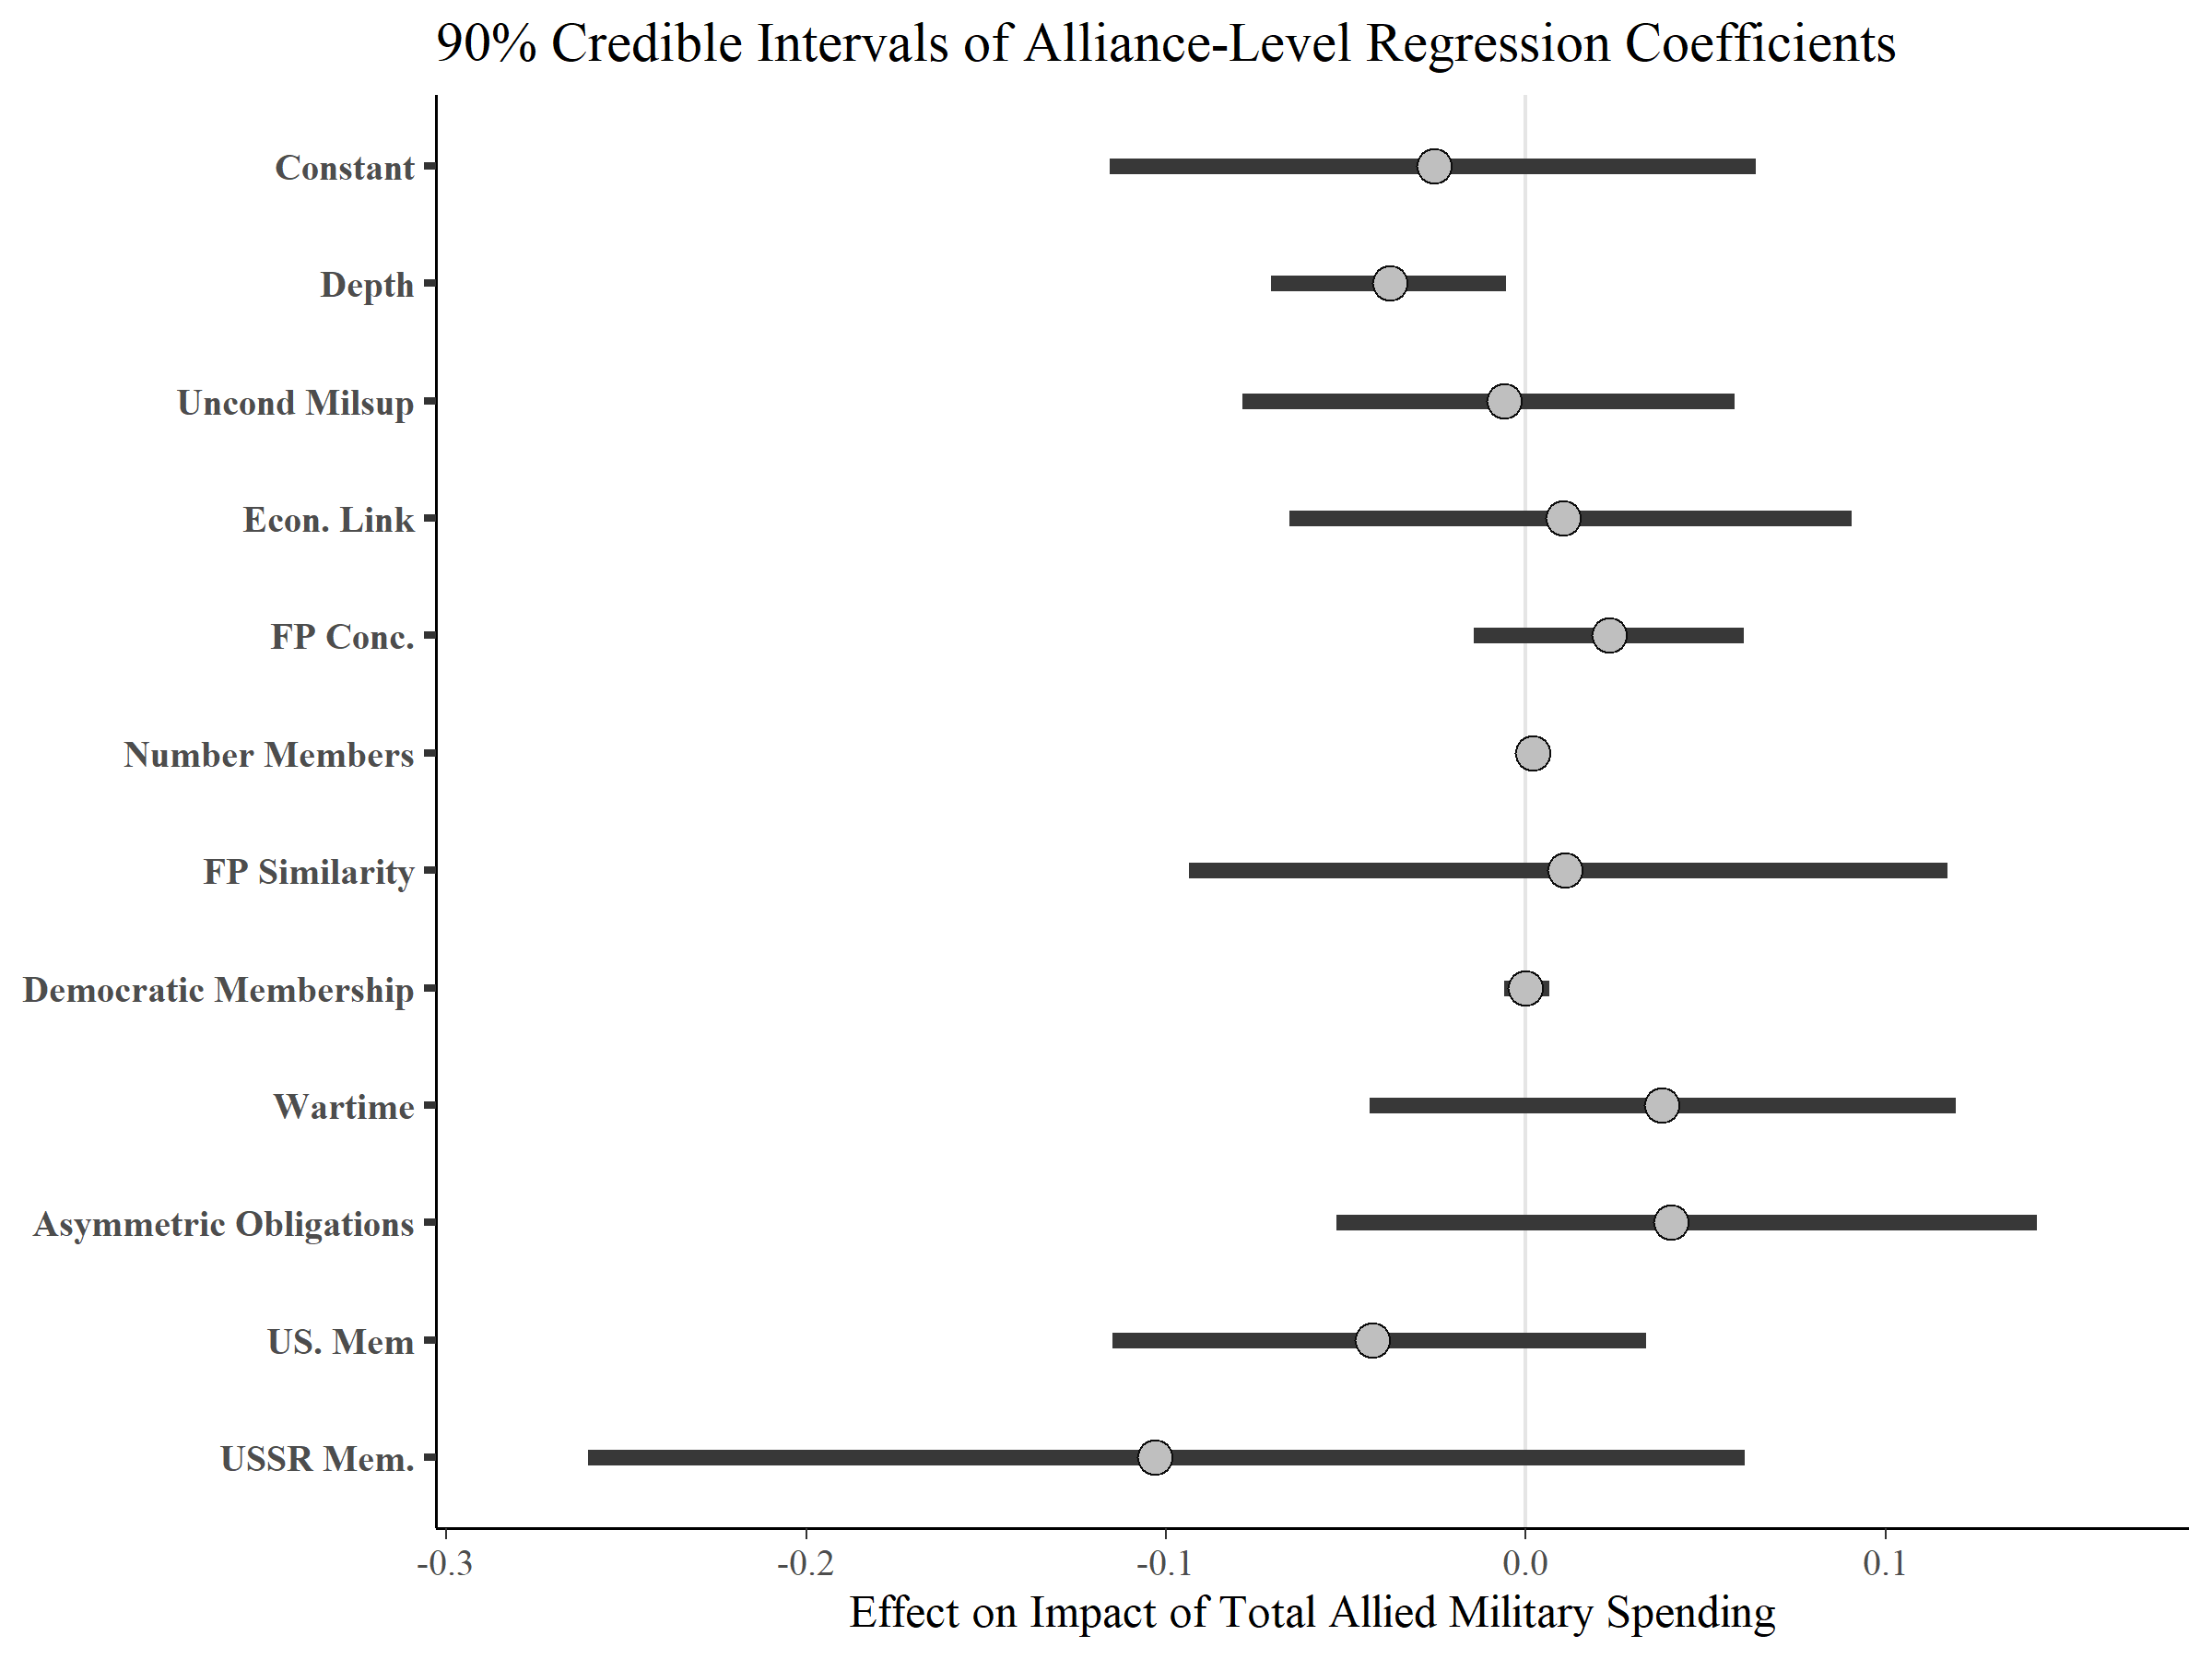 90% Credible Intervals of Alliance-Level Regression Coefficients
Constant
Depth
Uncond Milsup
Econ. Link
FP Conc.
Number Members
FP Similarity
Democratic Membership
Wartime
Asymmetric Obligations
US. Mem
USSR Mem.
-0.3 -0.2 -0.1 0.0 0.1
Effect on Impact of Total Allied Military Spending